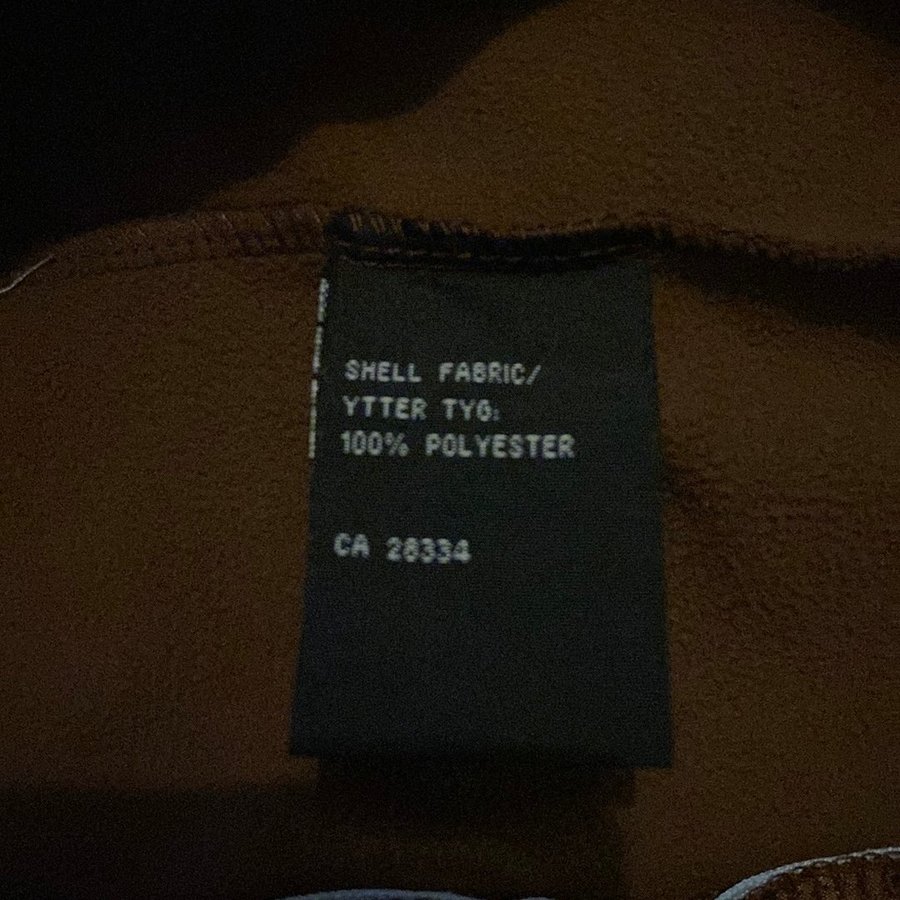 SHELL FABRIC/
YTTER TYG:
100% POLYESTER
CA 28334